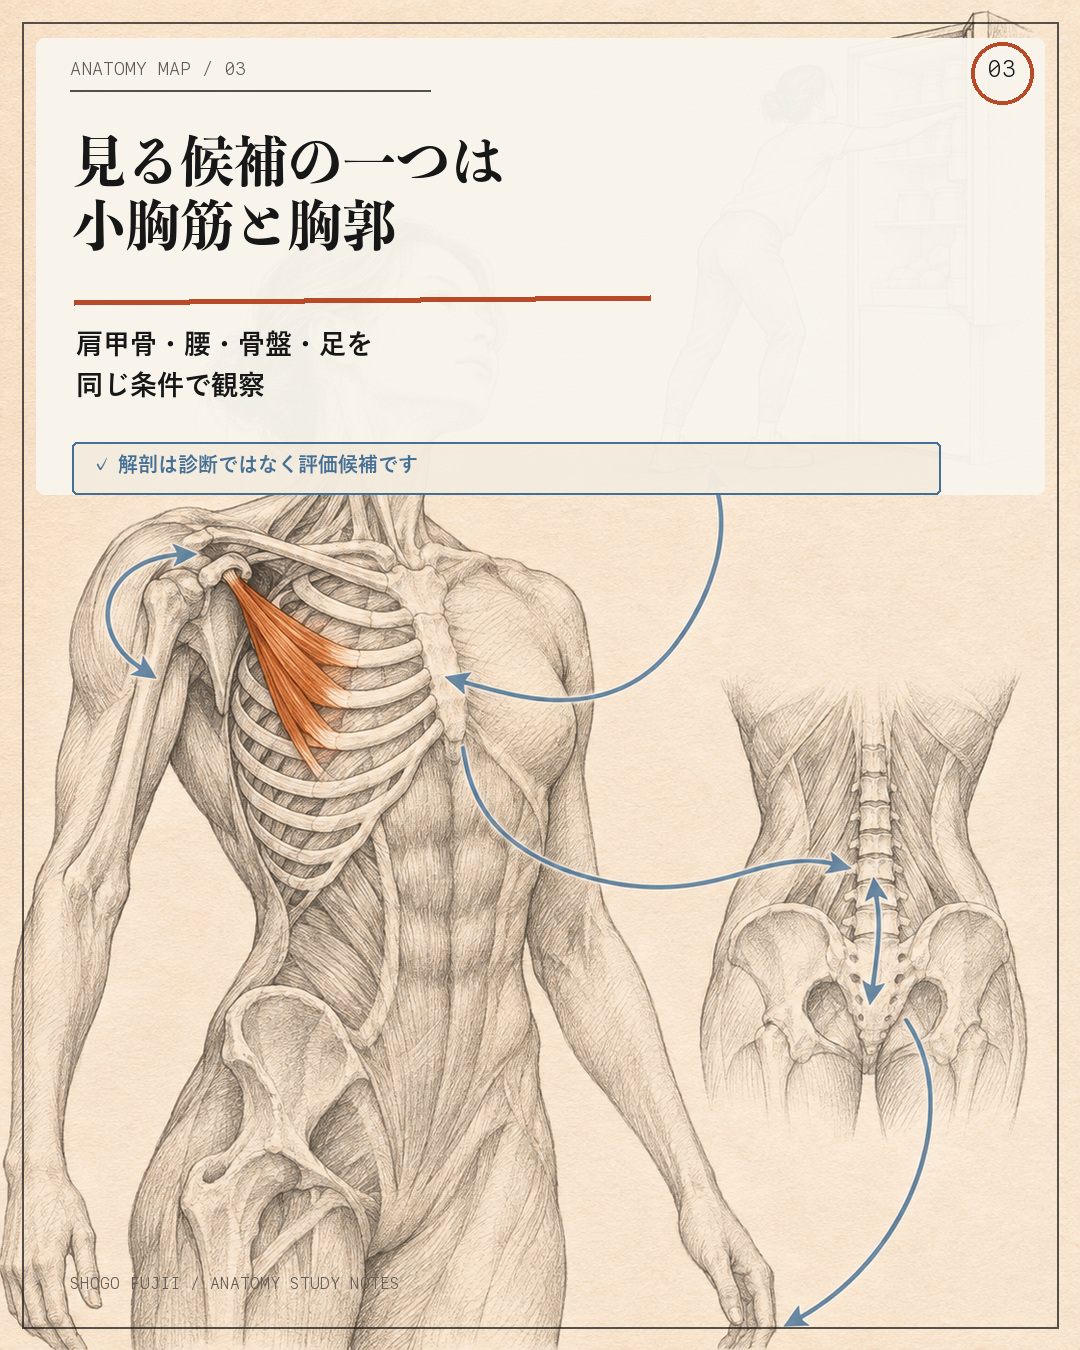 ANATOMY MAP / 03
03
見る候補の一つは
小胸筋と胸郭
肩甲骨・腰・骨盤・足を
同じ条件で観察
✓ 解剖は診断ではなく評価候補です
SHOGO FUJII / ANATOMY STUDY NOTES